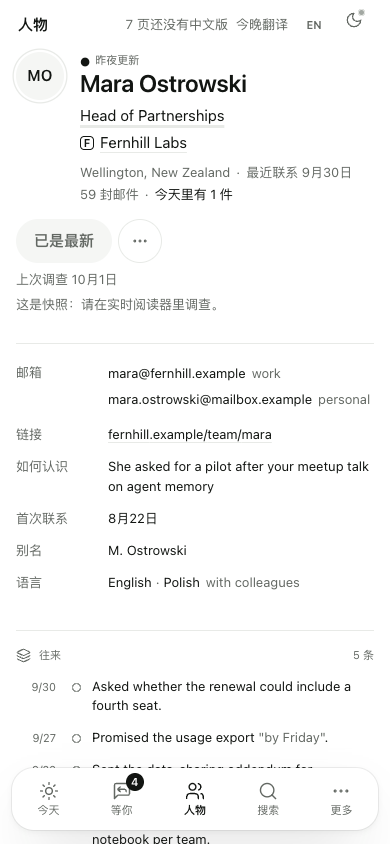 人物 7 页还没有中文版 今晚翻译 EN
MO
昨夜更新
Mara Ostrowski
Head of Partnerships
F Fernhill Labs
Wellington, New Zealand · 最近联系 9月30日
59 封邮件 · 今天里有 1 件
已是最新
上次调查 10月1日
这是快照：请在实时阅读器里调查。
邮箱 mara@fernhill.example work
mara.ostrowski@mailbox.example personal
链接 fernhill.example/team/mara
如何认识 She asked for a pilot after your meetup talk
on agent memory
首次联系 8月22日
别名 M. Ostrowski
语言 English · Polish with colleagues
往来 5 条
9/30 Asked whether the renewal could include a
fourth seat.
9/27 Promised the usage export "by Friday".
4
今天 等你 人物 搜索 更多
notebook per team.